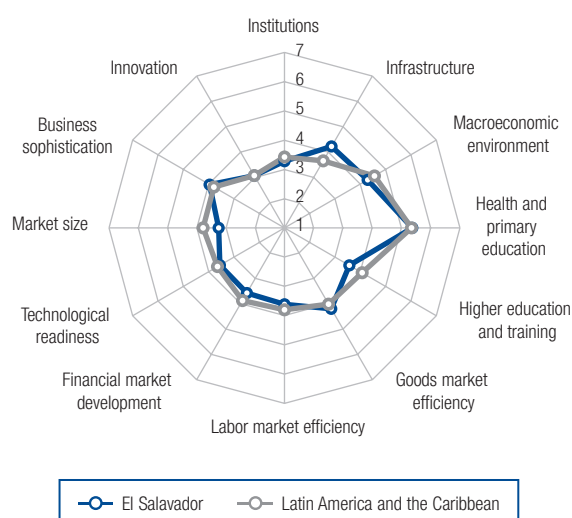 Institutions
7
6
5
4
3
2
1
Infrastructure
Macroeconomic
environment
Health and
primary
education
Higher education
and training
Goods market
efficiency
Labor market efficiency
Financial market
development
Technological
readiness
Market size
Business
sophistication
Innovation
El Salavador
Latin America and the Caribbean